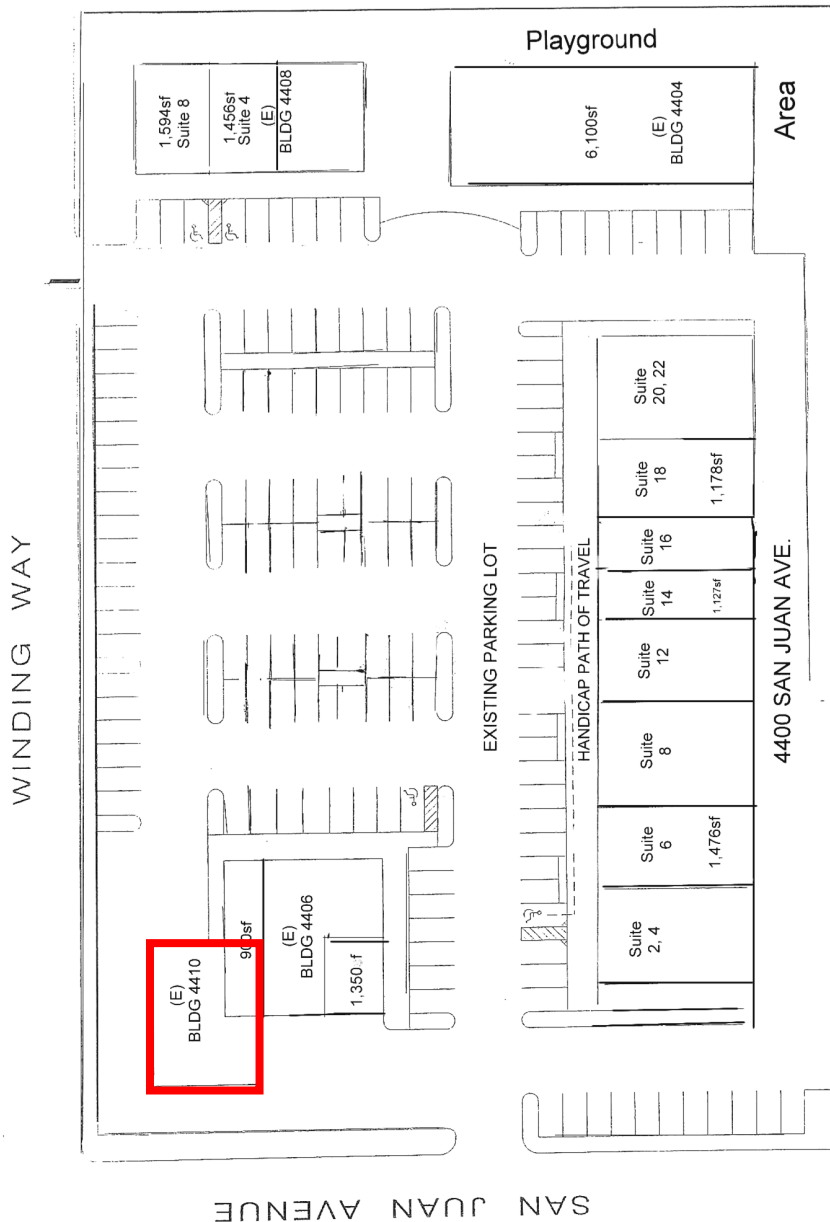 Playground
Area
1,594sf
Suite 8
1,456sf
Suite 4
(E)
BLDG 4408
6,100sf
(E)
BLDG 4404
WINDING WAY
EXISTING PARKING LOT
HANDICAP PATH OF TRAVEL
Suite
20, 22
Suite
18
1,178sf
Suite
16
Suite
14
1,127sf
Suite
12
Suite
8
Suite
6
1,476sf
Suite
2, 4
4400 SAN JUAN AVE.
(E)
BLDG 4410
900sf
(E)
BLDG 4406
1,350sf
SAN JUAN AVENUE